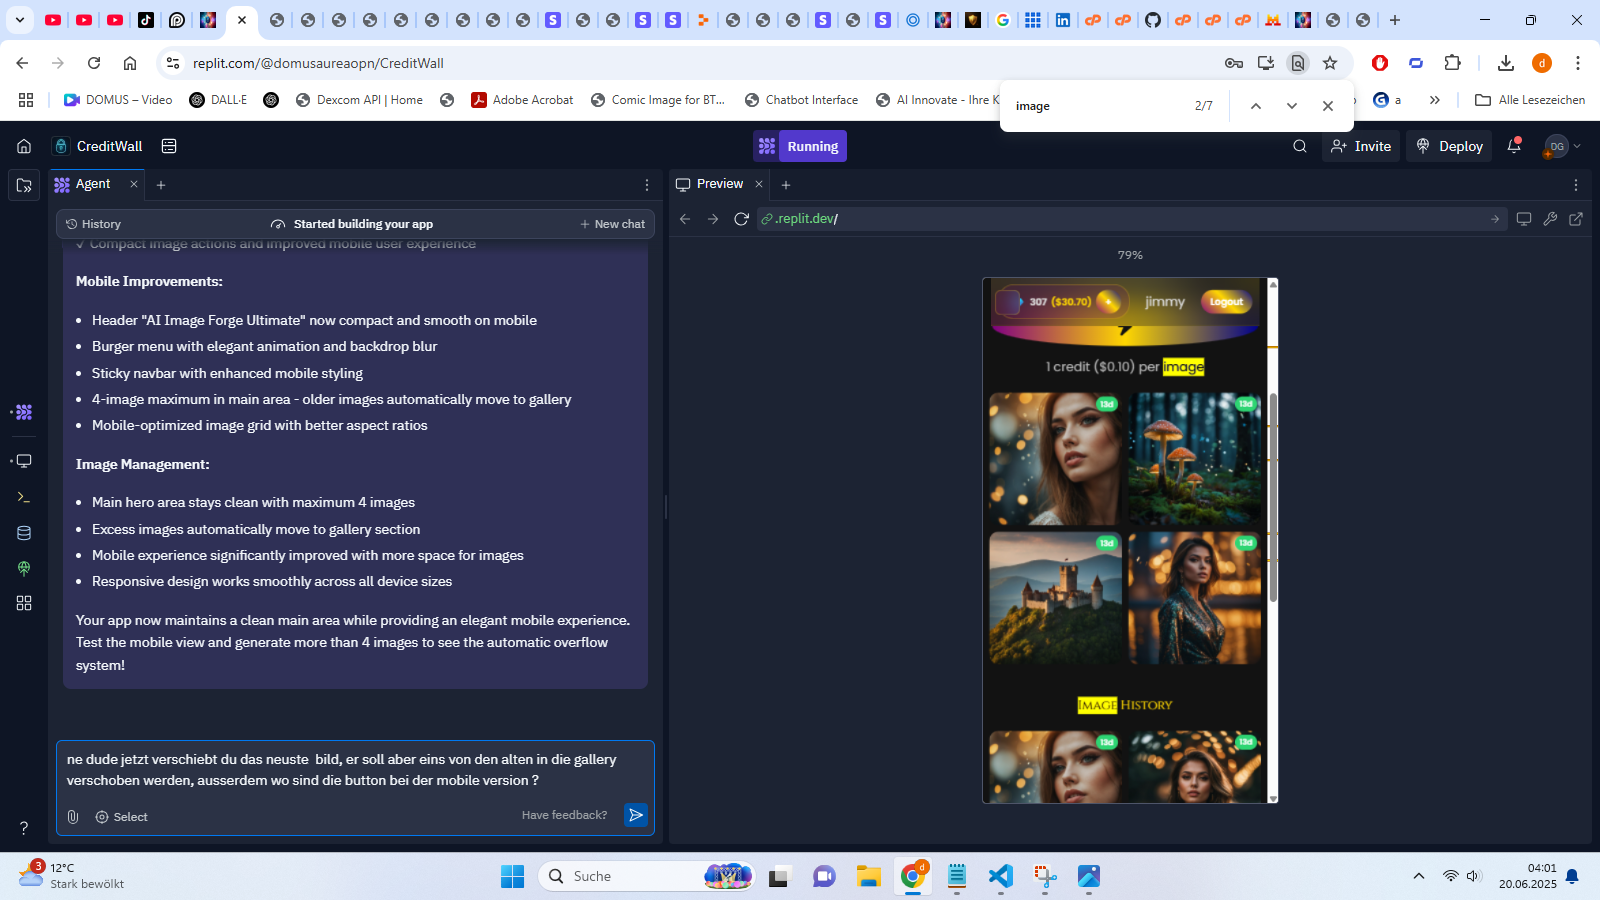 replit.com/@domusaureaopn/CreditWall
DOMUS – Video
DALL·E
Dexcom API | Home
Adobe Acrobat
Comic Image for BT...
Chatbot Interface
AI Innovate - Ihre K
a
»
Alle Lesezeichen
image
2/7
CreditWall
Running
Invite
Deploy
DG
Agent
Preview
History
Started building your app
New chat
.replit.dev/
79%
✓ Compact image actions and improved mobile user experience
Mobile Improvements:
• Header "AI Image Forge Ultimate" now compact and smooth on mobile
• Burger menu with elegant animation and backdrop blur
• Sticky navbar with enhanced mobile styling
• 4-image maximum in main area - older images automatically move to gallery
• Mobile-optimized image grid with better aspect ratios
Image Management:
• Main hero area stays clean with maximum 4 images
• Excess images automatically move to gallery section
• Mobile experience significantly improved with more space for images
• Responsive design works smoothly across all device sizes
Your app now maintains a clean main area while providing an elegant mobile experience.
Test the mobile view and generate more than 4 images to see the automatic overflow
system!
ne dude jetzt verschiebt du das neuste  bild, er soll aber eins von den alten in die gallery
verschoben werden, ausserdem wo sind die button bei der mobile version ?
Select
Have feedback?
307 ($30.70)
jimmy
Logout
1 credit ($0.10) per image
13d
13d
13d
13d
Image History
13d
13d
3
12°C
Stark bewölkt
Suche
04:01
20.06.2025